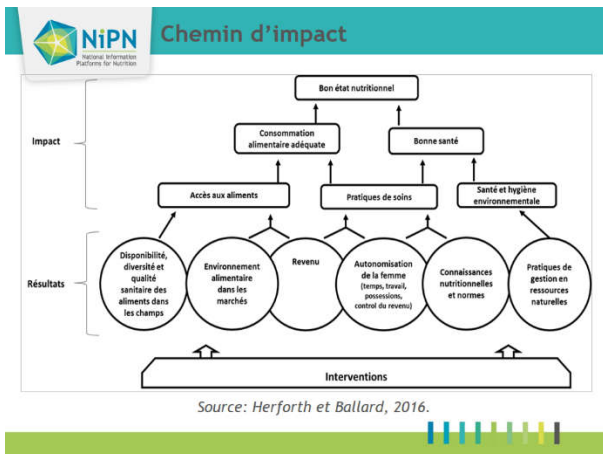 NiPN
National Information
Platforms for Nutrition
Chemin d'impact
Bon état nutritionnel
Impact
Consommation
alimentaire adéquate
Bonne santé
Accès aux aliments
Pratiques de soins
Santé et hygiène
environnementale
Résultats
Disponibilité,
diversité et
qualité
sanitaire des
aliments dans
les champs
Environnement
alimentaire
dans les
marchés
Revenu
Autonomisation
de la femme
(temps, travail,
possessions,
control du revenu)
Connaissances
nutritionnelles
et normes
Pratiques de
gestion en
ressources
naturelles
Interventions
Source: Herforth et Ballard, 2016.